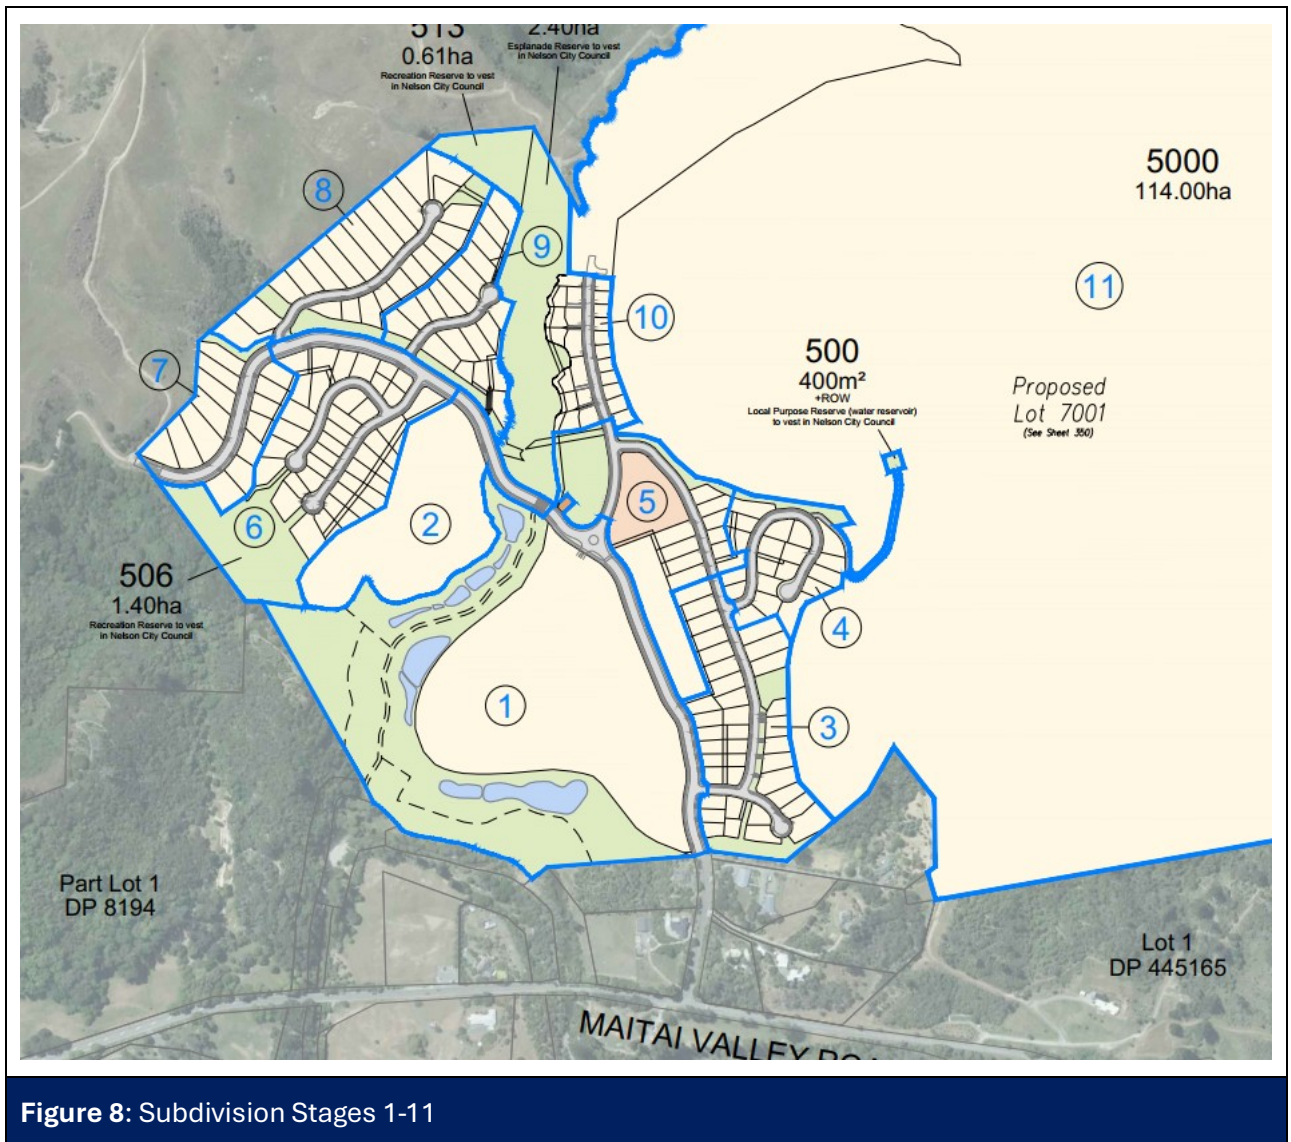 513
0.61ha
Recreation Reserve to vest
in Nelson City Council
2.40ha
Esplanade Reserve to vest
in Nelson City Council
5000
114.00ha
8
9
11
10
7
500
400m²
+ROW
Local Purpose Reserve (water reservoir)
to vest in Nelson City Council
Proposed
Lot 7001
(See Sheet 350)
5
2
6
506
1.40ha
Recreation Reserve to vest
in Nelson City Council
4
1
3
Part Lot 1
DP 8194
Lot 1
DP 445165
MAITAI VALLEY
Figure 8: Subdivision Stages 1-11